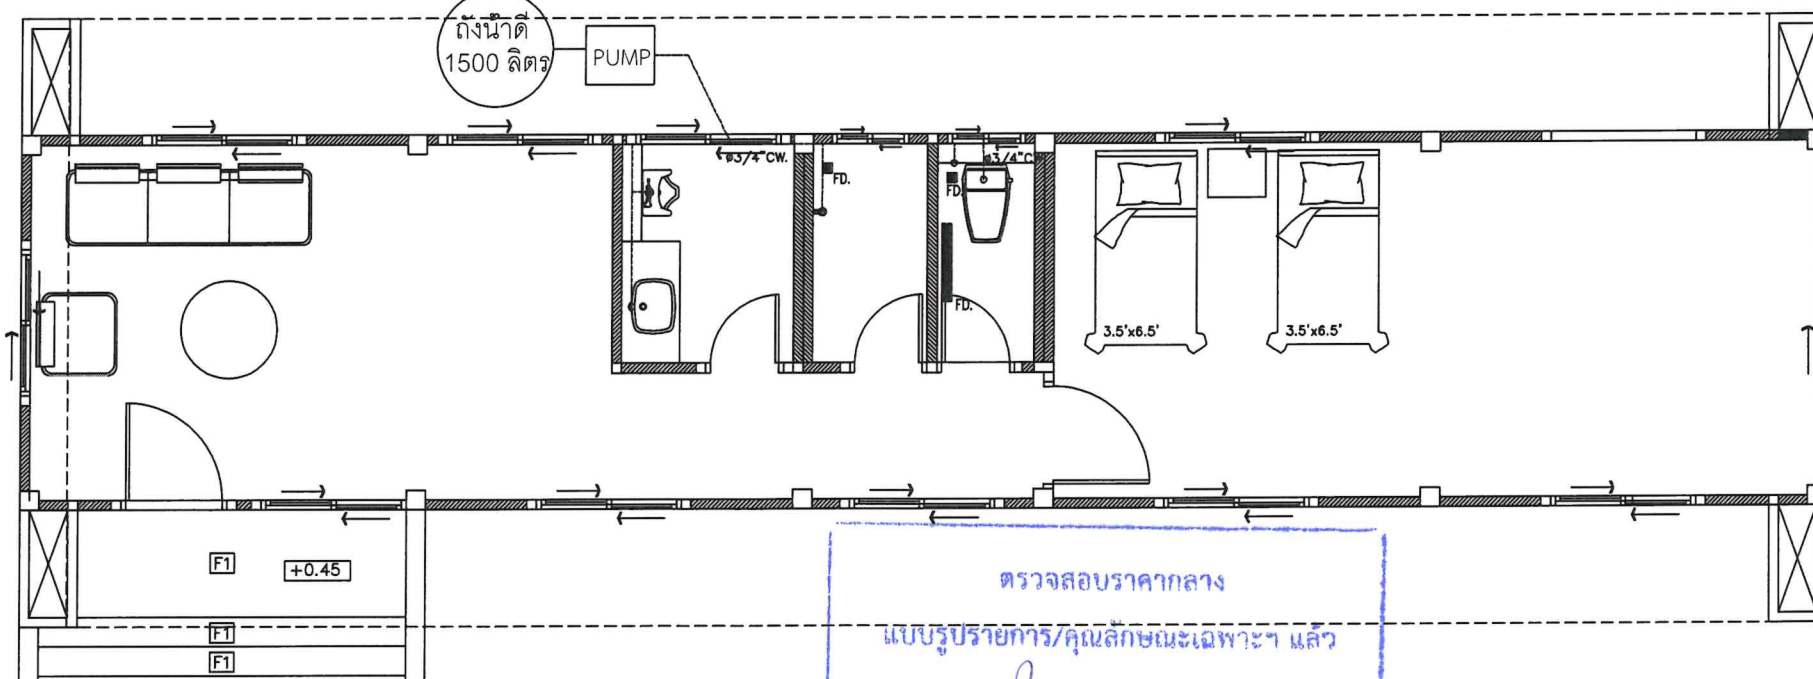 ถังน้ำดี
1500 ลิตร
PUMP
ø3/4"CW.
FD.
FD.
FD.
3.5'x6.5'
3.5'x6.5'
F1
+0.45
F1
F1
ตรวจสอบราคากลาง
แบบรูปรายการ/คุณลักษณะเฉพาะฯ แล้ว